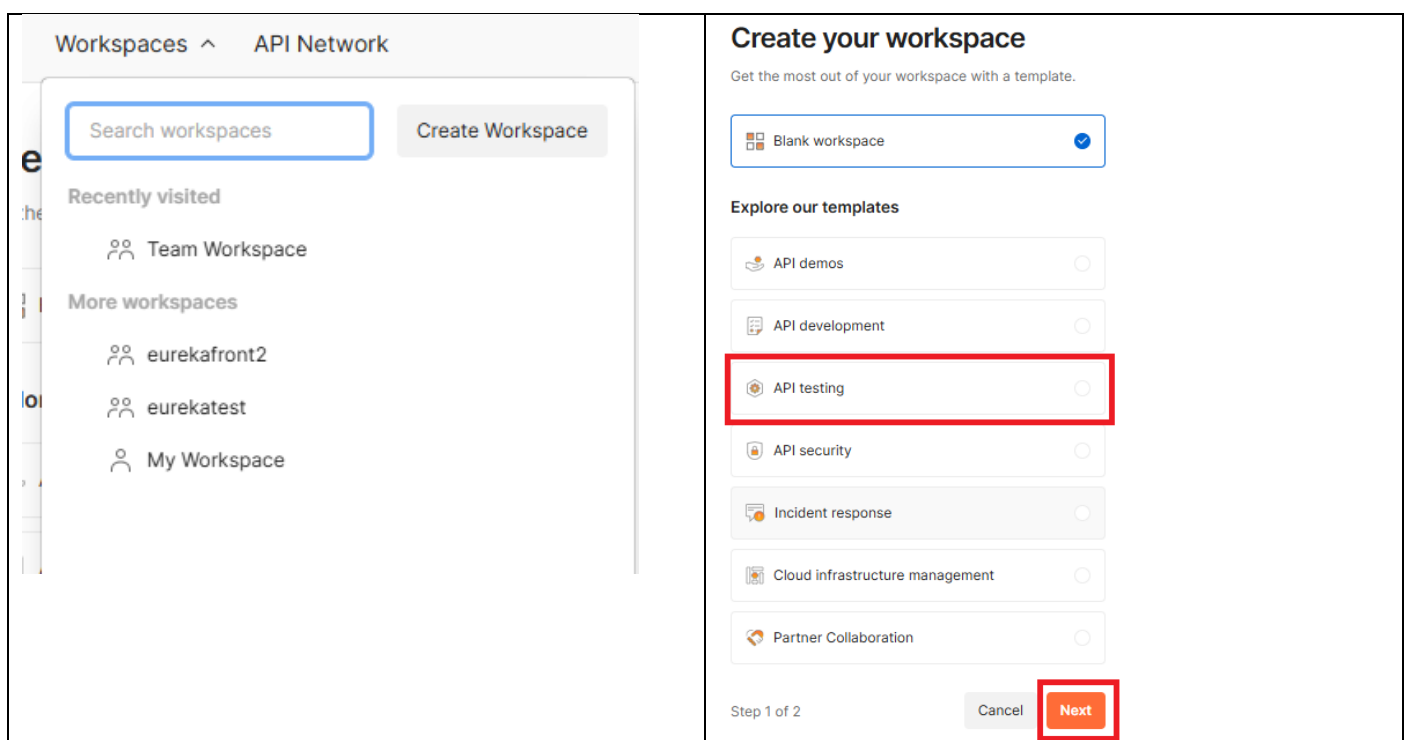 Workspaces API Network
Search workspaces
Create Workspace
Recently visited
Team Workspace
More workspaces
eurekafront2
eurekatest
My Workspace
Create your workspace
Get the most out of your workspace with a template.
Blank workspace
Explore our templates
API demos
API development
API testing
API security
Incident response
Cloud infrastructure management
Partner Collaboration
Step 1 of 2
Cancel
Next